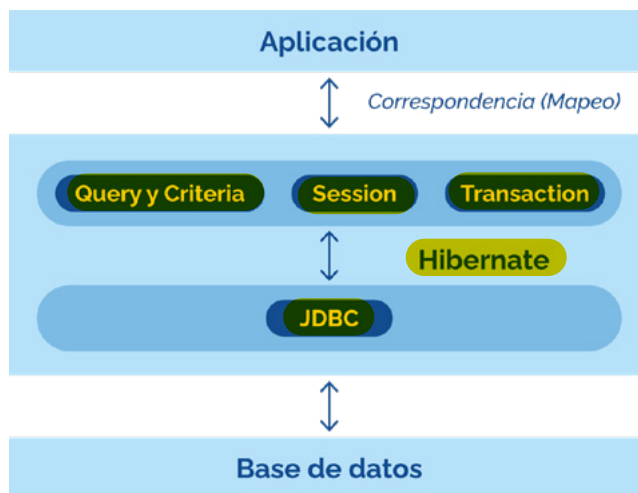 Aplicación
Correspondencia (Mapeo)
Query y Criteria
Session
Transaction
Hibernate
JDBC
Base de datos